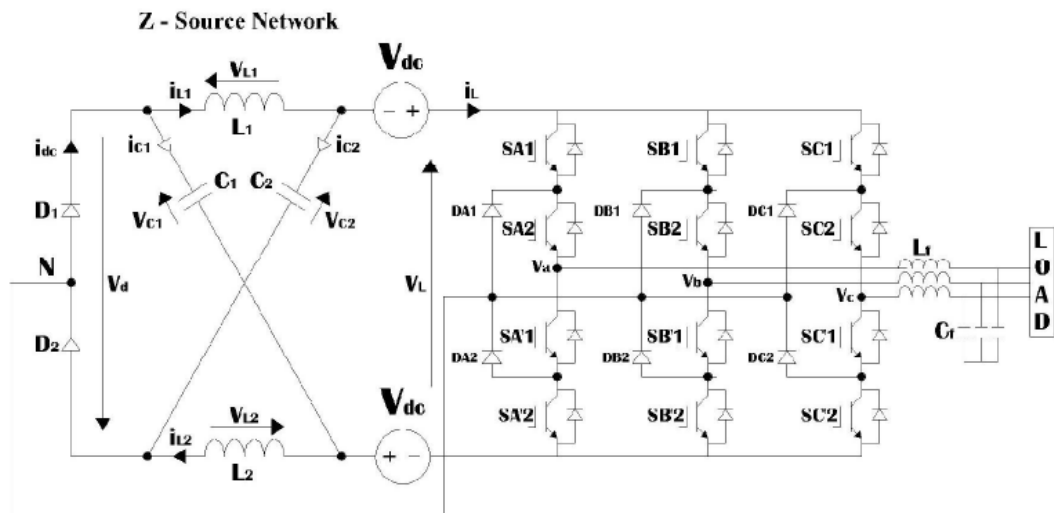 Z - Source Network
Vdc
VL1
iL1
L1
iL
iC1
iC2
idc
C1
C2
VC1
VC2
D1
N
Vd
VL
D2
VL2
iL2
L2
Vdc
- +
+ -
SA1
SB1
SC1
DA1
DB1
DC1
SA2
SB2
SC2
Va
Vb
Vc
Lf
Cf
LOAD
SA'1
SB'1
SC'1
DA2
DB2
DC2
SA'2
SB'2
SC'2